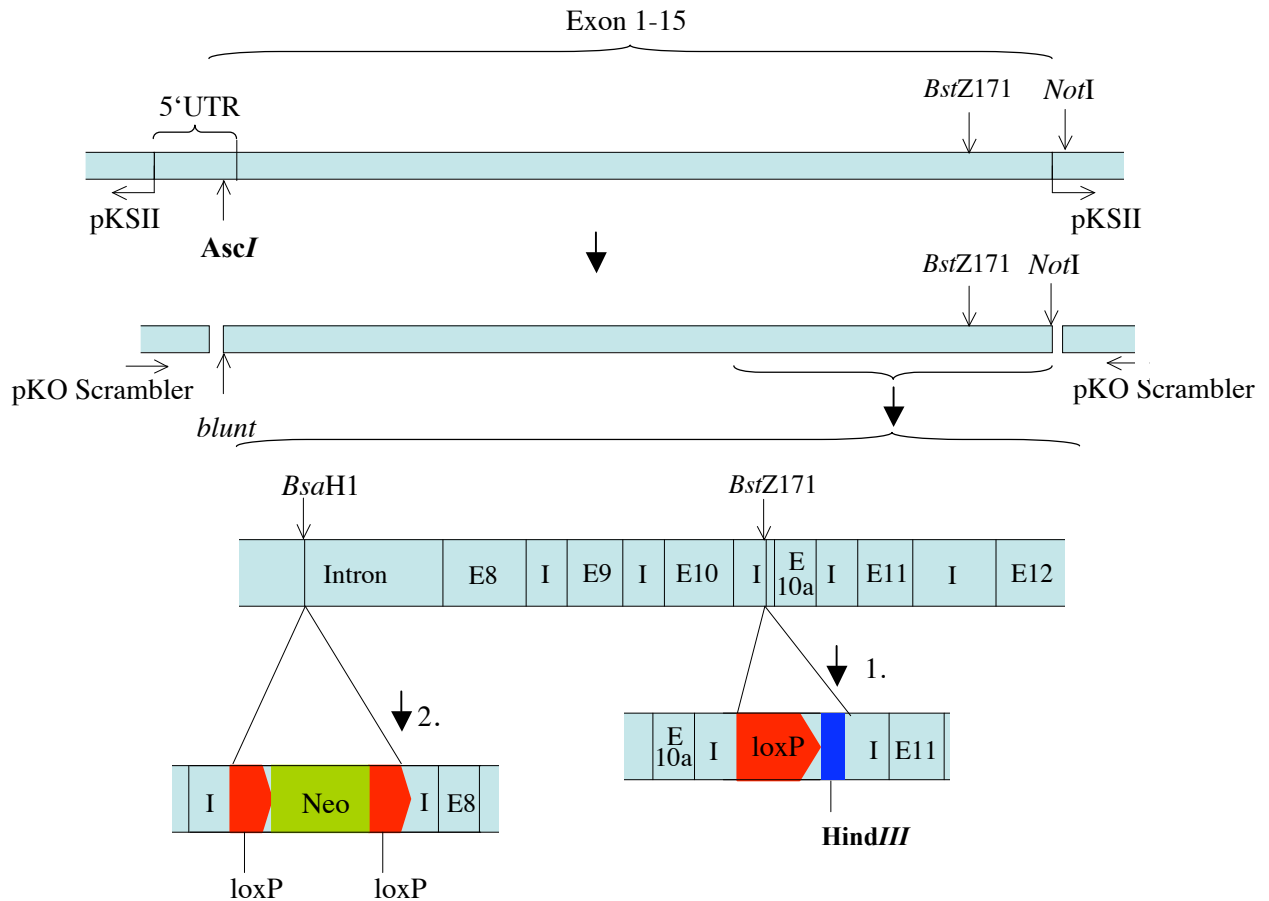 Exon 1-15
BstZ171
NotI
5‘UTR
pKSII
pKSII
AscI
BstZ171
NotI
pKO Scrambler
pKO Scrambler
blunt
BsaH1
BstZ171
Intron
E8
I
E9
I
E10
I
E
10a
I
E11
I
E12
1.
2.
E
10a
I
loxP
I
E11
I
Neo
I
E8
HindIII
loxP
loxP